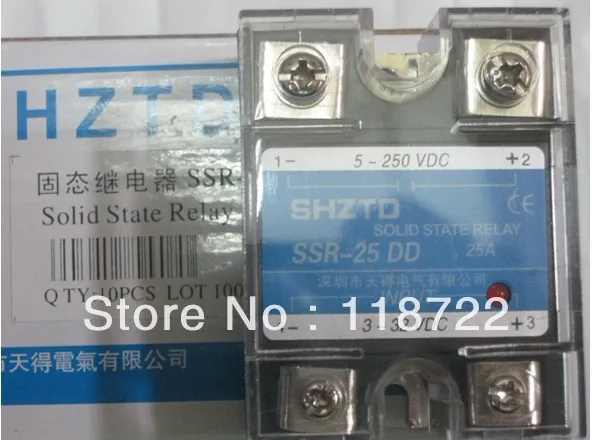 HZTD
固态继电器 SSR
Solid State Relay
QTY:10PCS LOT 100
市天得電氣有限公司
1- 5-250 VDC +2
SHZTD CE
SOLID STATE RELAY
SSR-25 DD 25A
深圳市天得电气有限公司
3-32 VDC +3
Store No : 118722